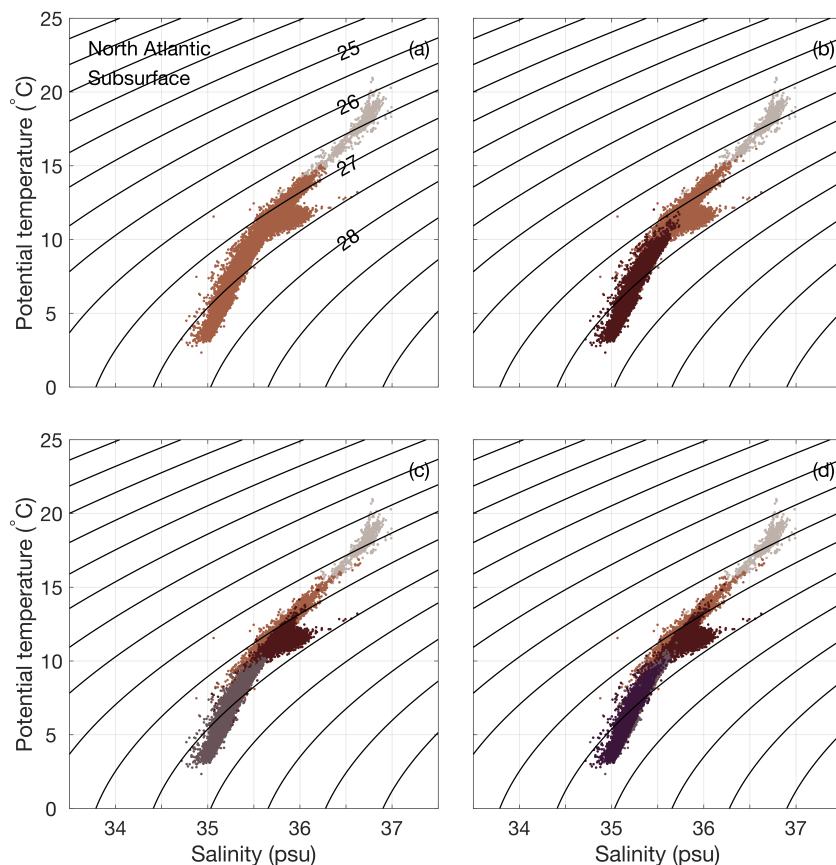 25
20
15
10
5
0
Potential temperature (°C)
North Atlantic
Subsurface
25
26
27
28
(a)
(b)
25
20
15
10
5
0
Potential temperature (°C)
(c)
(d)
34
35
36
37
34
35
36
37
Salinity (psu)
Salinity (psu)